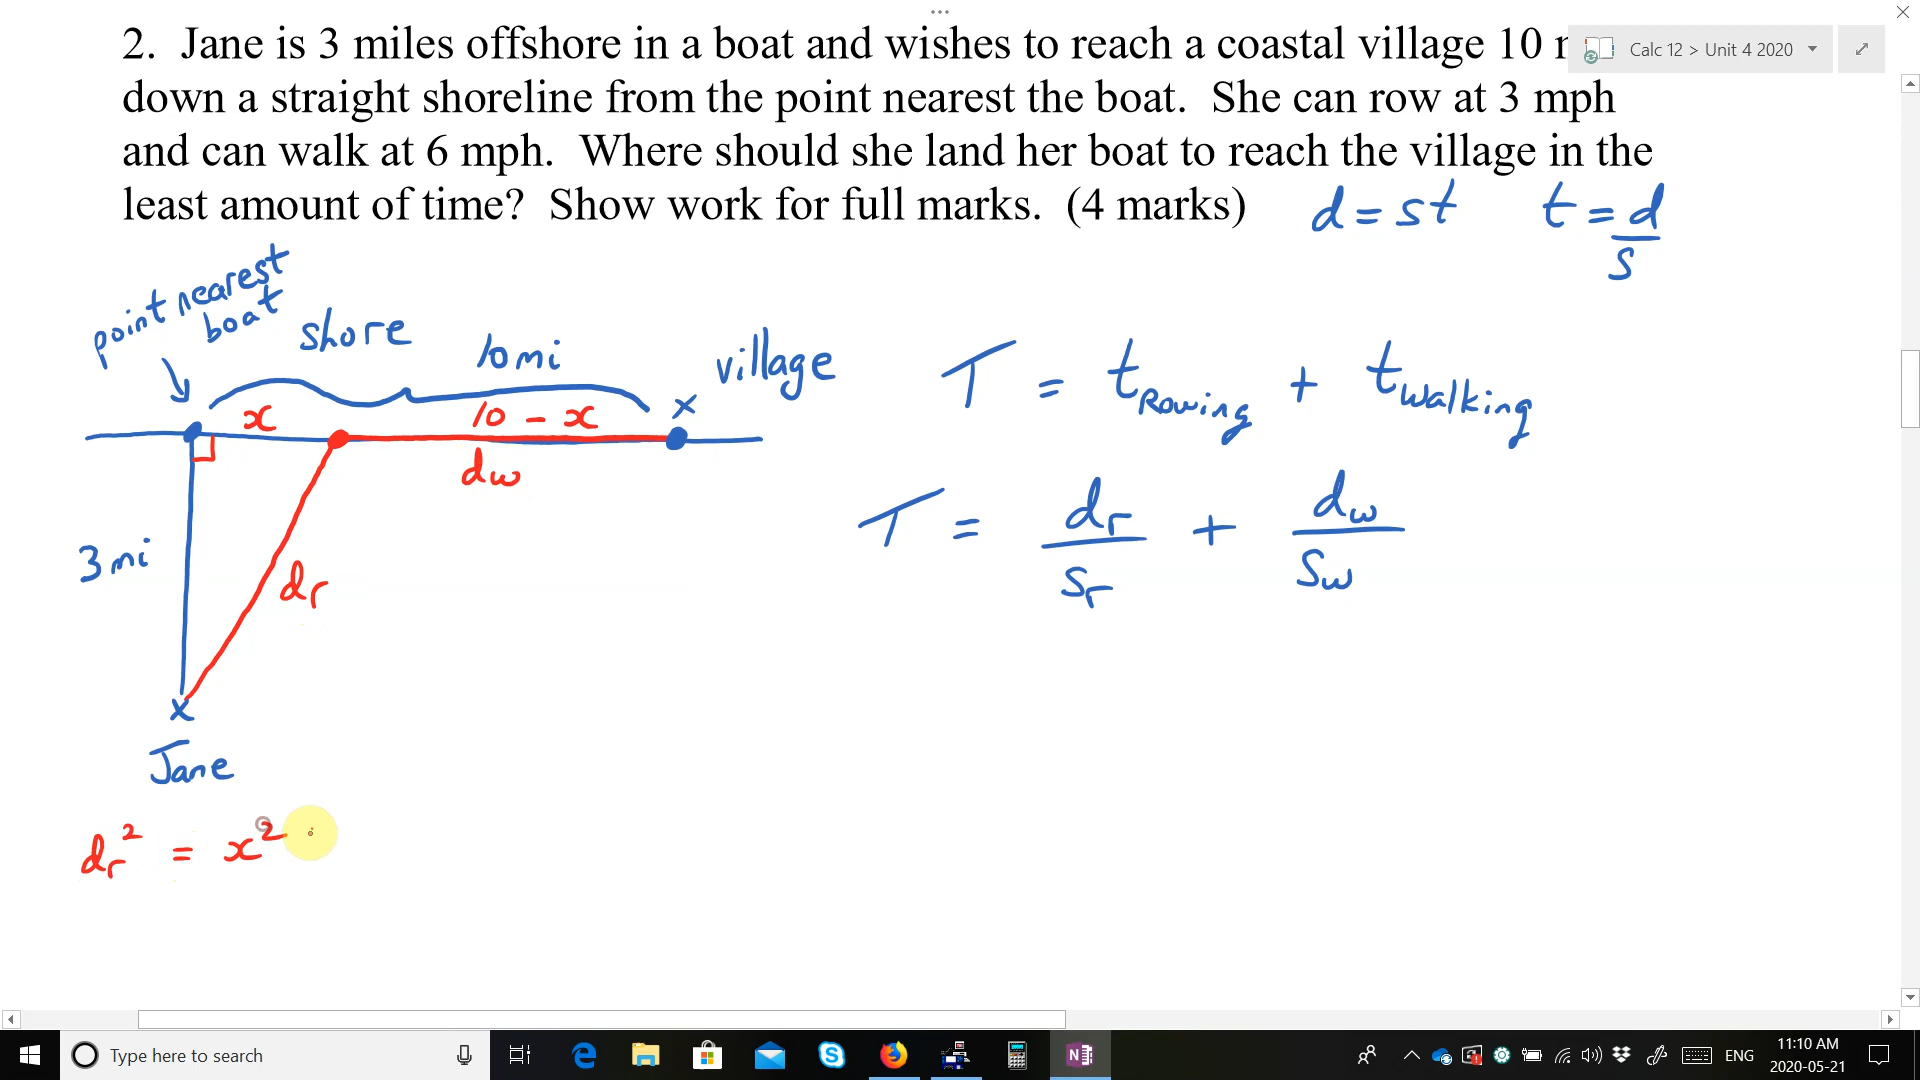 2. Jane is 3 miles offshore in a boat and wishes to reach a coastal village 10
Calc 12 > Unit 4 2020
down a straight shoreline from the point nearest the boat. She can row at 3 mph
and can walk at 6 mph. Where should she land her boat to reach the village in the
least amount of time? Show work for full marks. (4 marks)
d = st t = d/s
point nearest
boat
shore
10 mi
village
x
x
10 - x
dw
3 mi
dr
x
Jane
T = tRowing + twalking
T = dr/sr + dw/sw
dr² = x²
Type here to search
ENG
11:10 AM
2020-05-21